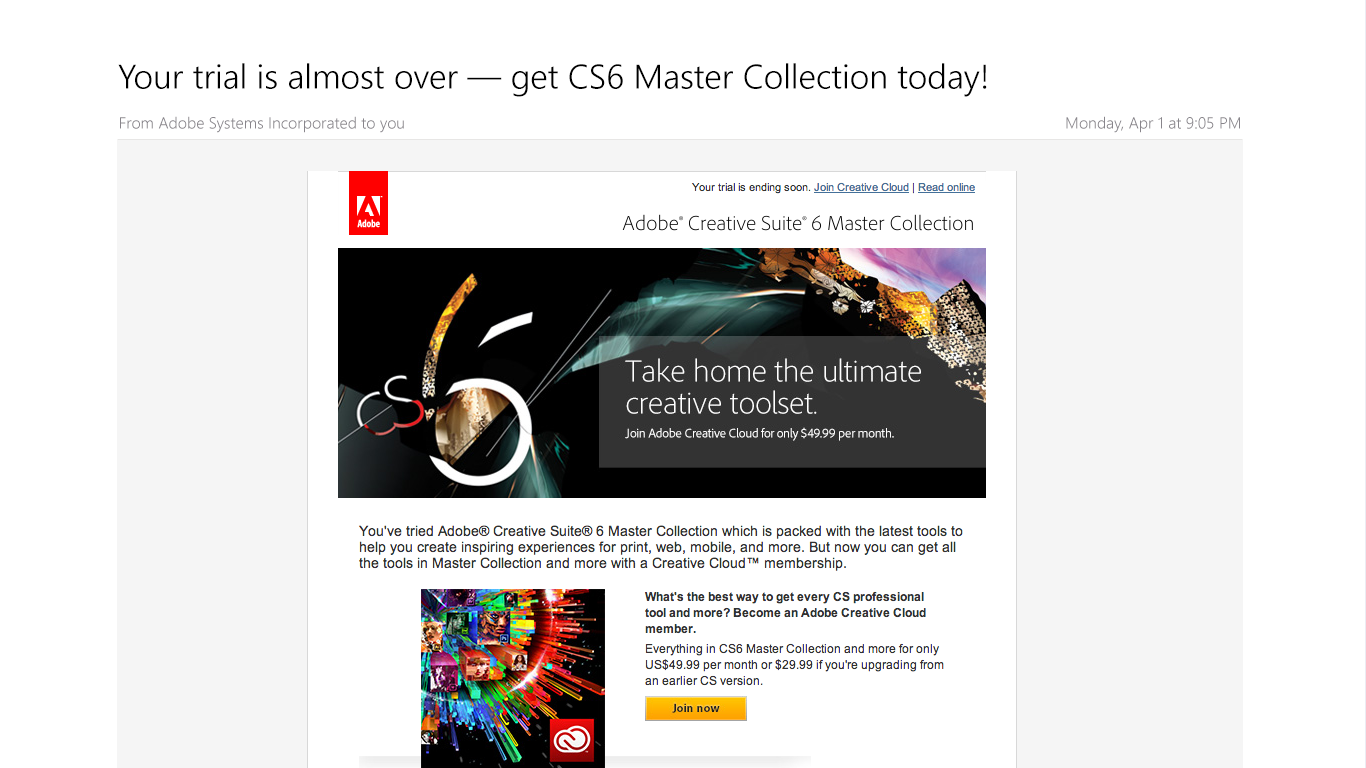 Your trial is almost over — get CS6 Master Collection today!
From Adobe Systems Incorporated to you
Monday, Apr 1 at 9:05 PM
Adobe
Your trial is ending soon. Join Creative Cloud | Read online
Adobe® Creative Suite® 6 Master Collection
CS6
Take home the ultimate
creative toolset.
Join Adobe Creative Cloud for only $49.99 per month.
You've tried Adobe® Creative Suite® 6 Master Collection which is packed with the latest tools to
help you create inspiring experiences for print, web, mobile, and more. But now you can get all
the tools in Master Collection and more with a Creative Cloud™ membership.
What's the best way to get every CS professional
tool and more? Become an Adobe Creative Cloud
member.
Everything in CS6 Master Collection and more for only
US$49.99 per month or $29.99 if you're upgrading from
an earlier CS version.
Join now